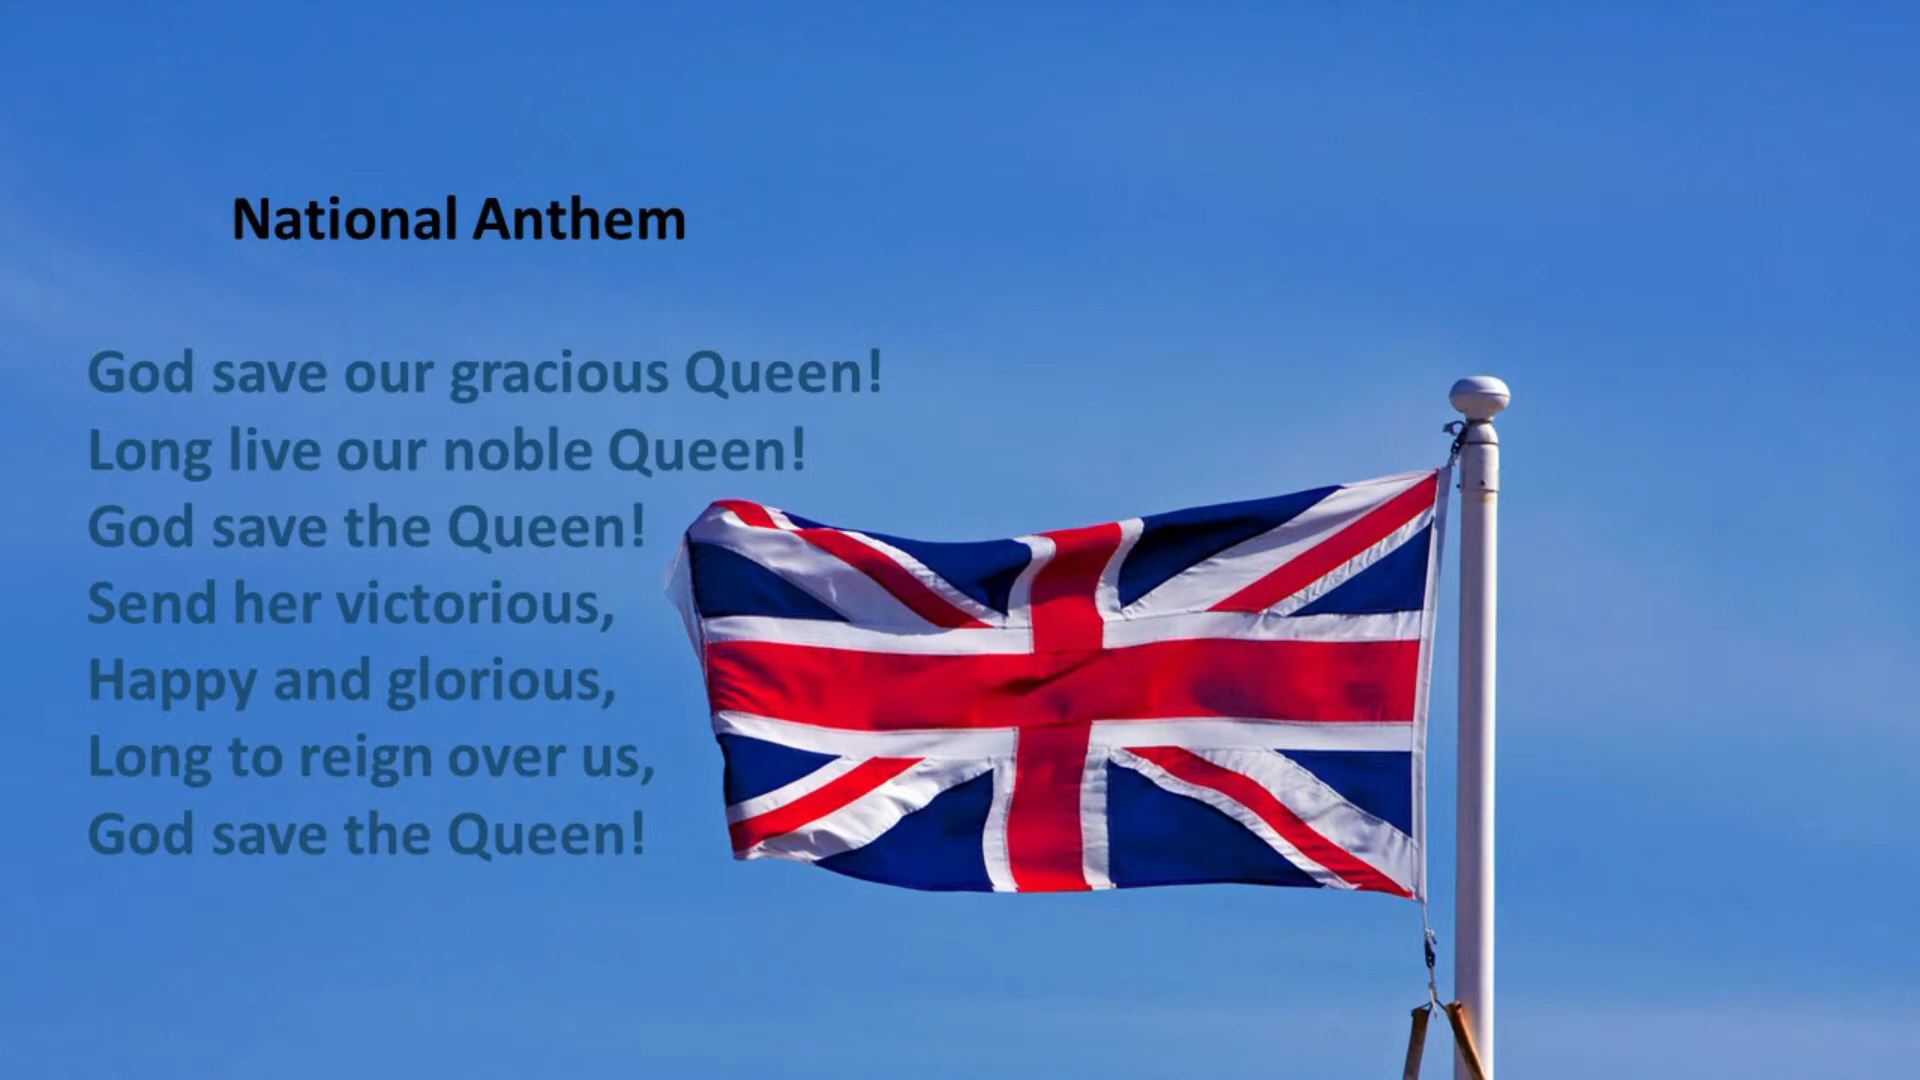 National Anthem
God save our gracious Queen!
Long live our noble Queen!
God save the Queen!
Send her victorious,
Happy and glorious,
Long to reign over us,
God save the Queen!